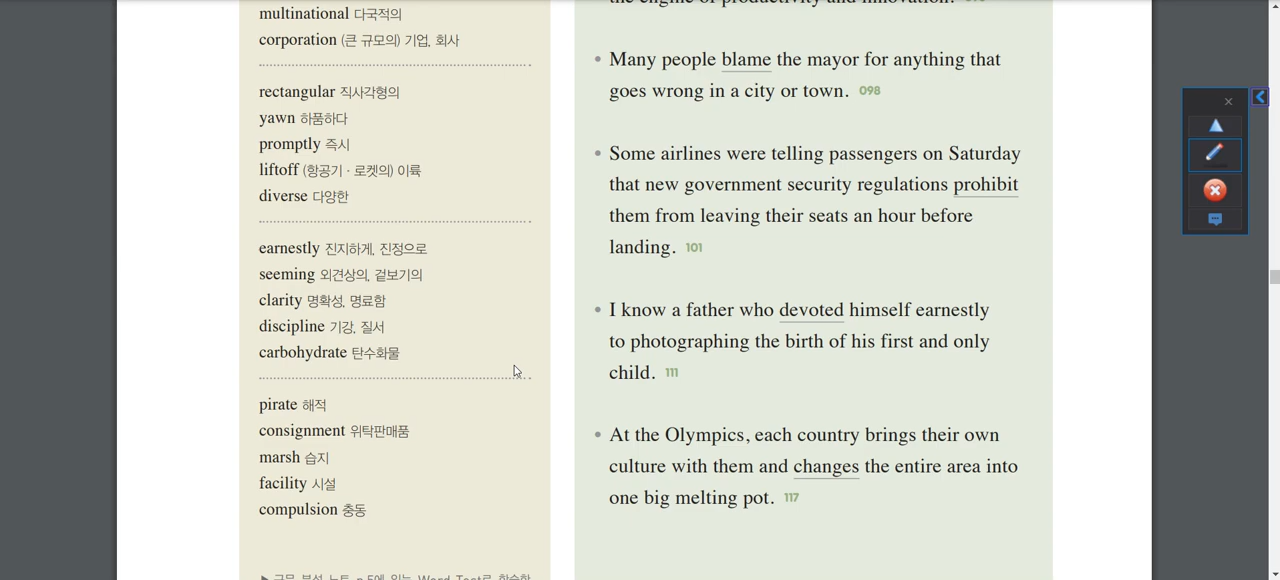 multinational 다국적의
corporation (큰 규모의) 기업, 회사
rectangular 직사각형의
yawn 하품하다
promptly 즉시
liftoff (항공기 · 로켓의) 이륙
diverse 다양한
earnestly 진지하게, 진정으로
seeming 외견상의, 겉보기의
clarity 명확성, 명료함
discipline 기강, 질서
carbohydrate 탄수화물
pirate 해적
consignment 위탁판매품
marsh 습지
facility 시설
compulsion 충동
the engine of productivity and innovation.
• Many people blame the mayor for anything that
goes wrong in a city or town. 098
• Some airlines were telling passengers on Saturday
that new government security regulations prohibit
them from leaving their seats an hour before
landing. 101
• I know a father who devoted himself earnestly
to photographing the birth of his first and only
child. 111
• At the Olympics, each country brings their own
culture with them and changes the entire area into
one big melting pot. 117